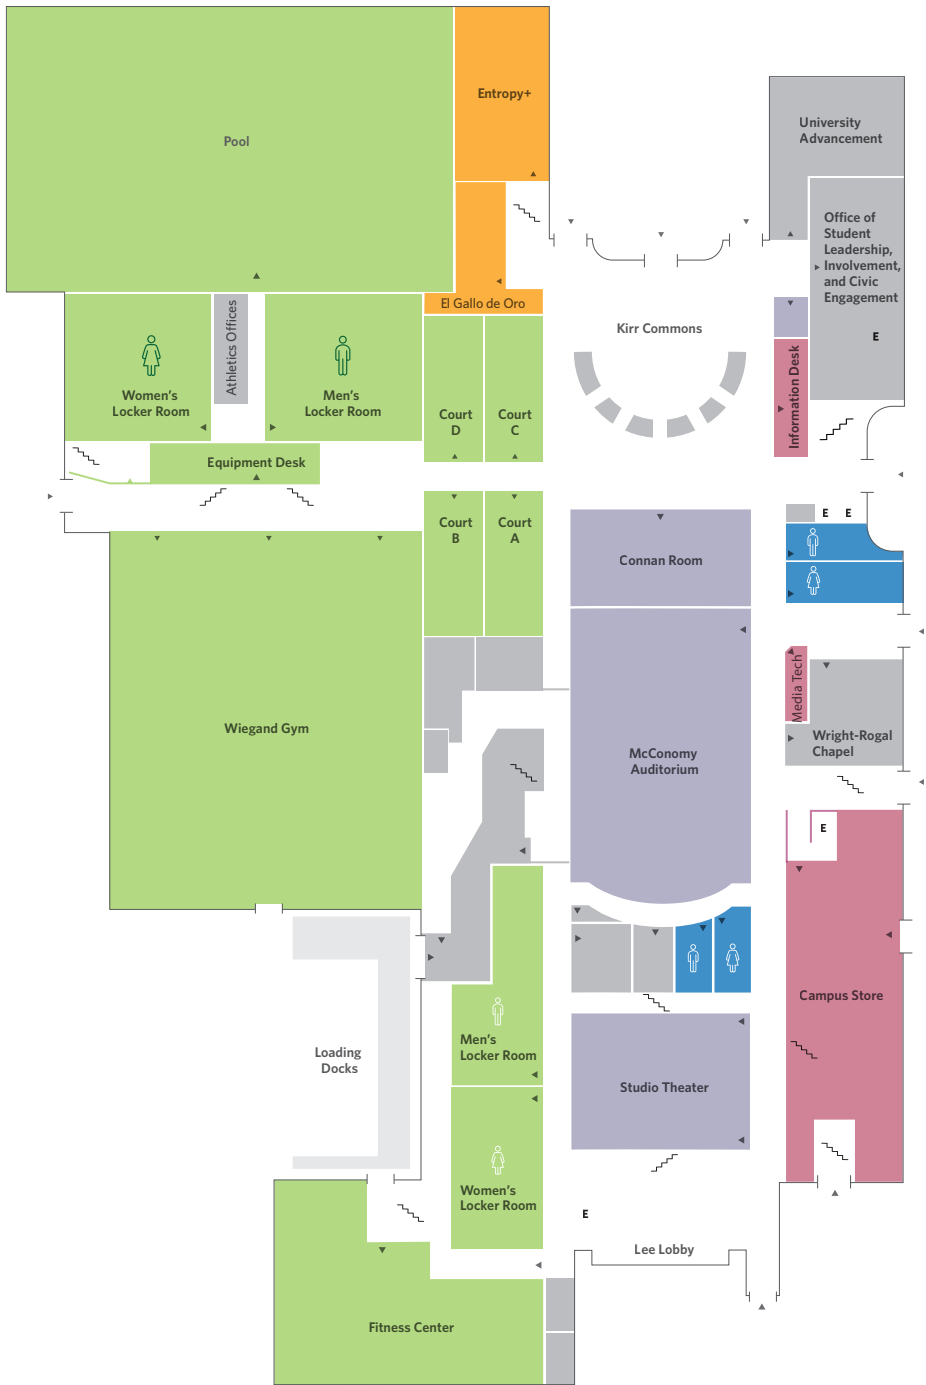 Entropy+
Pool
University
Advancement
Office of
Student
Leadership,
Involvement,
and Civic
Engagement
E
El Gallo de Oro
Kirr Commons
Athletics Offices
Information Desk
Women's
Locker Room
Men's
Locker Room
Court
D
Court
C
Equipment Desk
E E
Court
B
Court
A
Connan Room
Media Tech
Wiegand Gym
McConomy
Auditorium
Wright-Rogal
Chapel
E
Campus Store
Loading
Docks
Men's
Locker Room
Studio Theater
Women's
Locker Room
E
Lee Lobby
Fitness Center